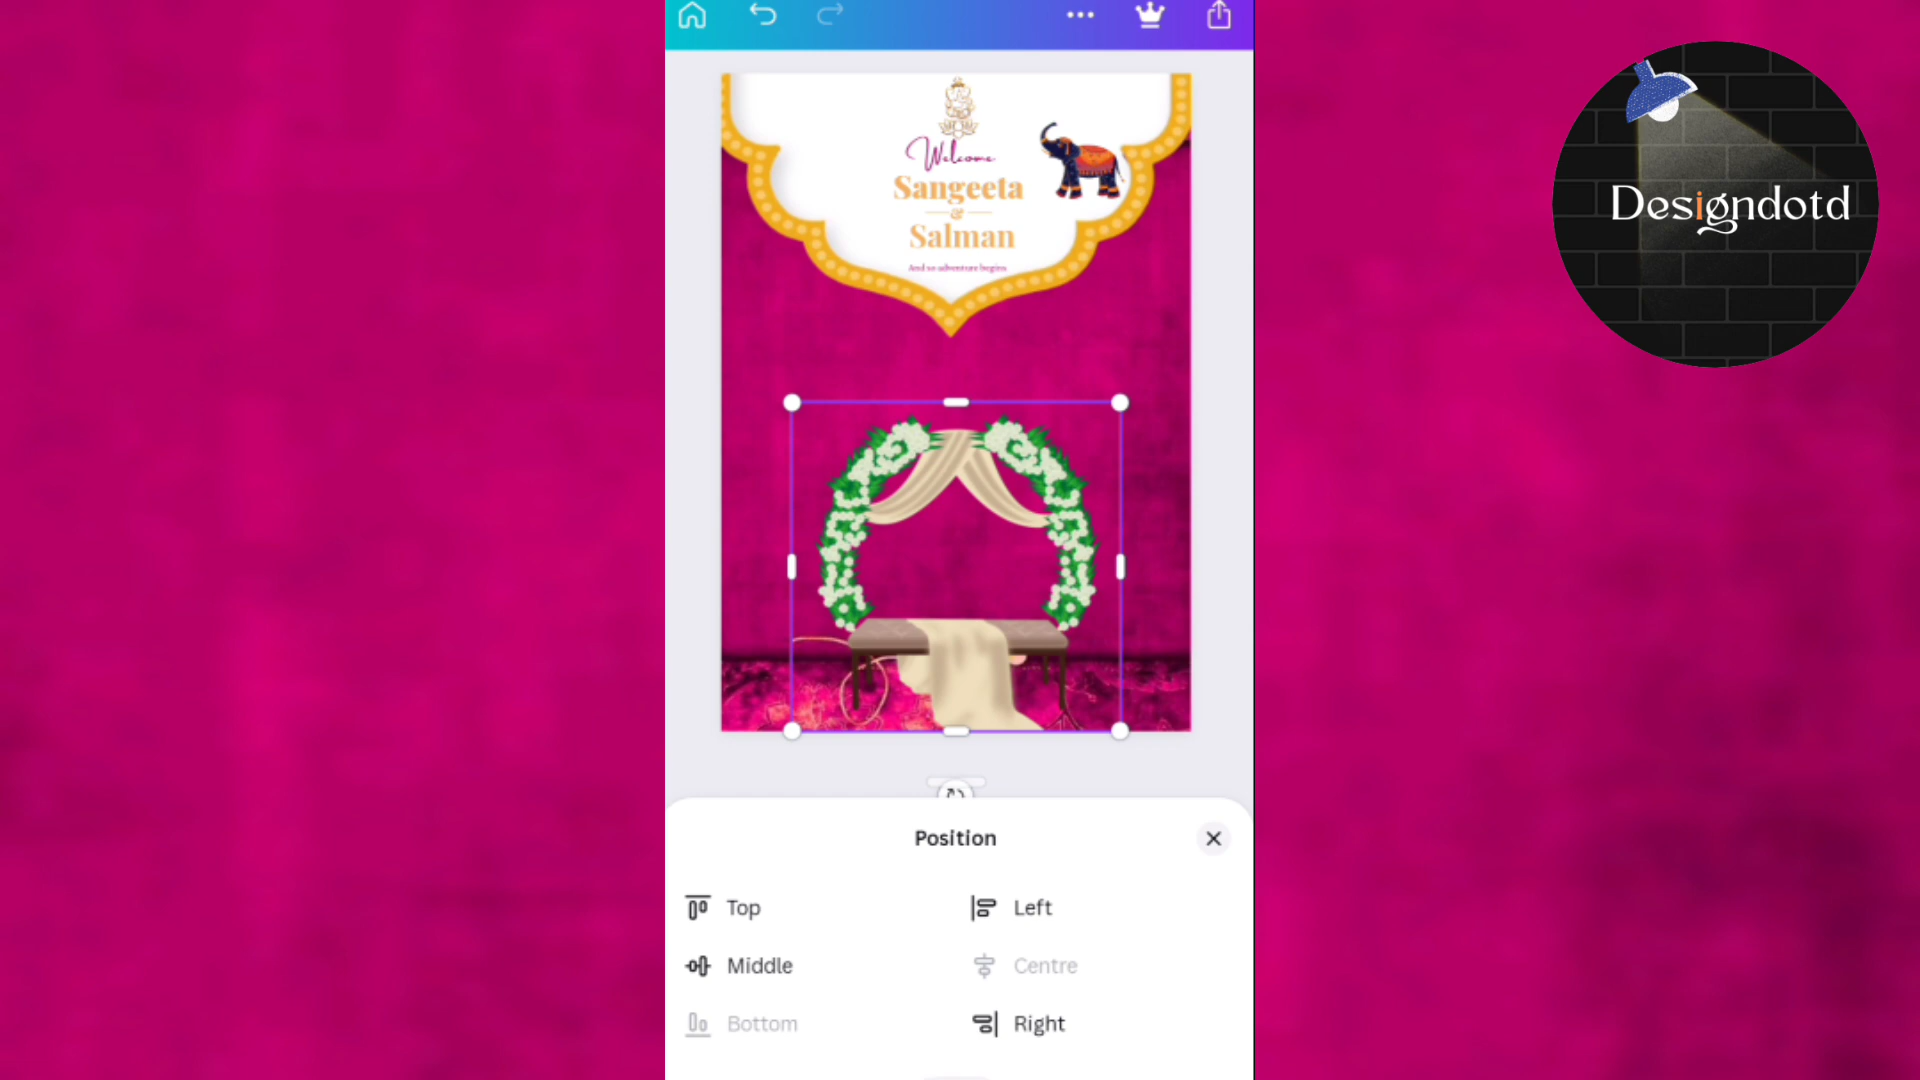 Welcome
Sangeeta
&
Salman
And so adventure begins
Designdotd
Position
Top
Left
Middle
Centre
Bottom
Right